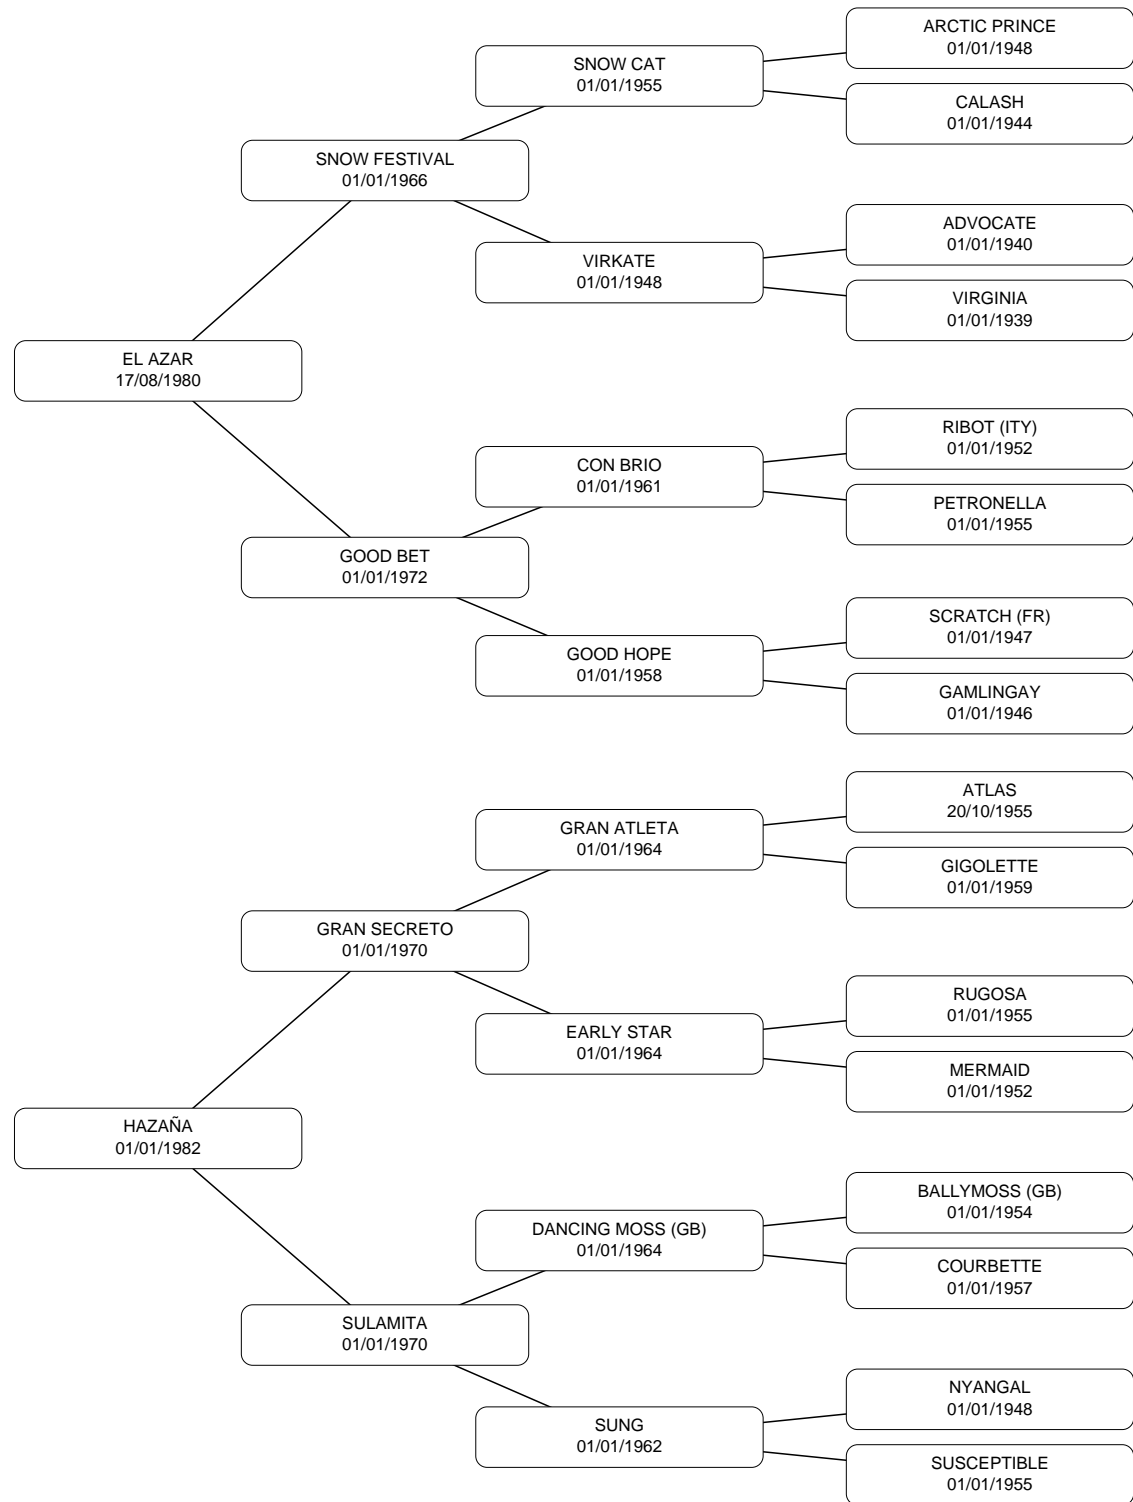 ARCTIC PRINCE
01/01/1948
SNOW CAT
01/01/1955
CALASH
01/01/1944
SNOW FESTIVAL
01/01/1966
ADVOCATE
01/01/1940
VIRKATE
01/01/1948
VIRGINIA
01/01/1939
EL AZAR
17/08/1980
RIBOT (ITY)
01/01/1952
CON BRIO
01/01/1961
PETRONELLA
01/01/1955
GOOD BET
01/01/1972
SCRATCH (FR)
01/01/1947
GOOD HOPE
01/01/1958
GAMLINGAY
01/01/1946
ATLAS
20/10/1955
GRAN ATLETA
01/01/1964
GIGOLETTE
01/01/1959
GRAN SECRETO
01/01/1970
RUGOSA
01/01/1955
EARLY STAR
01/01/1964
MERMAID
01/01/1952
HAZAÑA
01/01/1982
BALLYMOSS (GB)
01/01/1954
DANCING MOSS (GB)
01/01/1964
COURBETTE
01/01/1957
SULAMITA
01/01/1970
NYANGAL
01/01/1948
SUNG
01/01/1962
SUSCEPTIBLE
01/01/1955